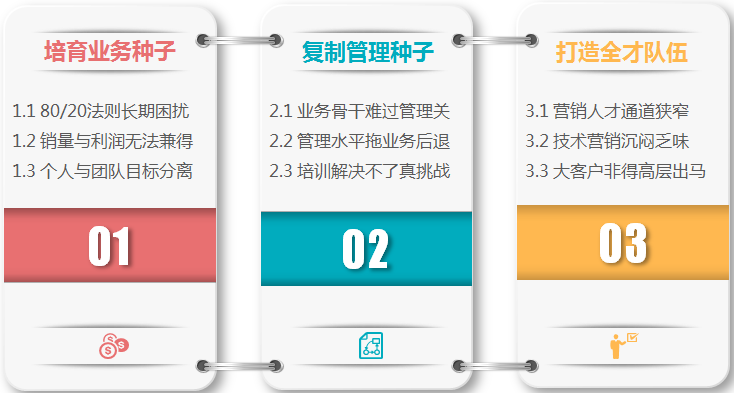 培育业务种子
1.1 80/20法则长期困扰
1.2 销量与利润无法兼得
1.3 个人与团队目标分离
01
S
S
S
复制管理种子
2.1 业务骨干难过管理关
2.2 管理水平拖业务后退
2.3 培训解决不了真挑战
02
打造全才队伍
3.1 营销人才通道狭窄
3.2 技术营销沉闷乏味
3.3 大客户非得高层出马
03